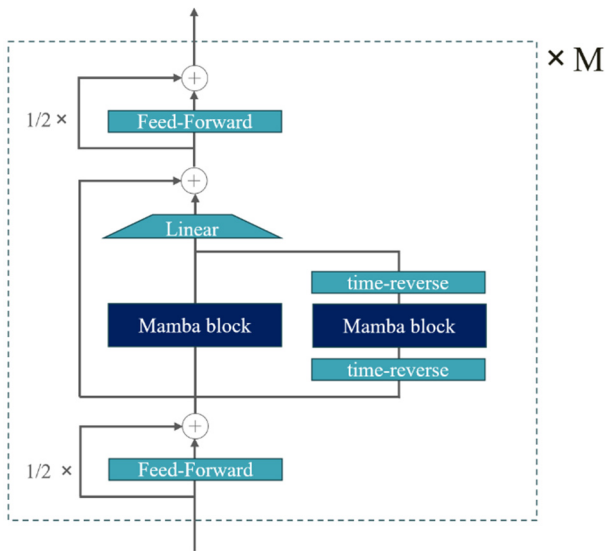 × M
+
1/2 ×
Feed-Forward
+
Linear
time-reverse
Mamba block
Mamba block
time-reverse
+
1/2 ×
Feed-Forward